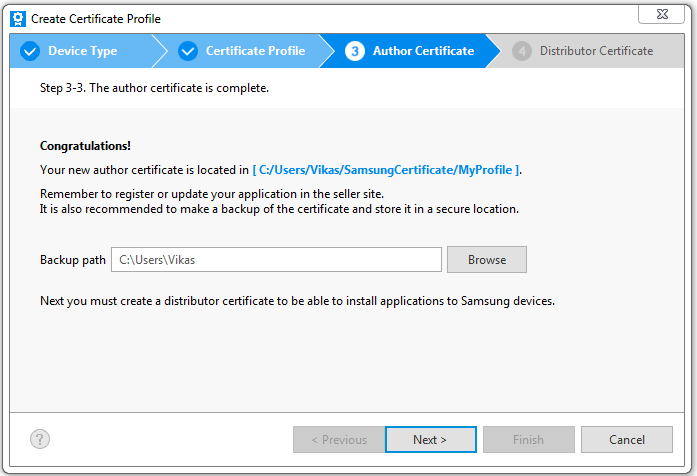 Create Certificate Profile
Device Type Certificate Profile 3 Author Certificate 4 Distributor Certificate
Step 3-3. The author certificate is complete.
Congratulations!
Your new author certificate is located in [ C:/Users/Vikas/SamsungCertificate/MyProfile ].
Remember to register or update your application in the seller site.
It is also recommended to make a backup of the certificate and store it in a secure location.
Backup path C:\Users\Vikas Browse
Next you must create a distributor certificate to be able to install applications to Samsung devices.
? < Previous Next > Finish Cancel